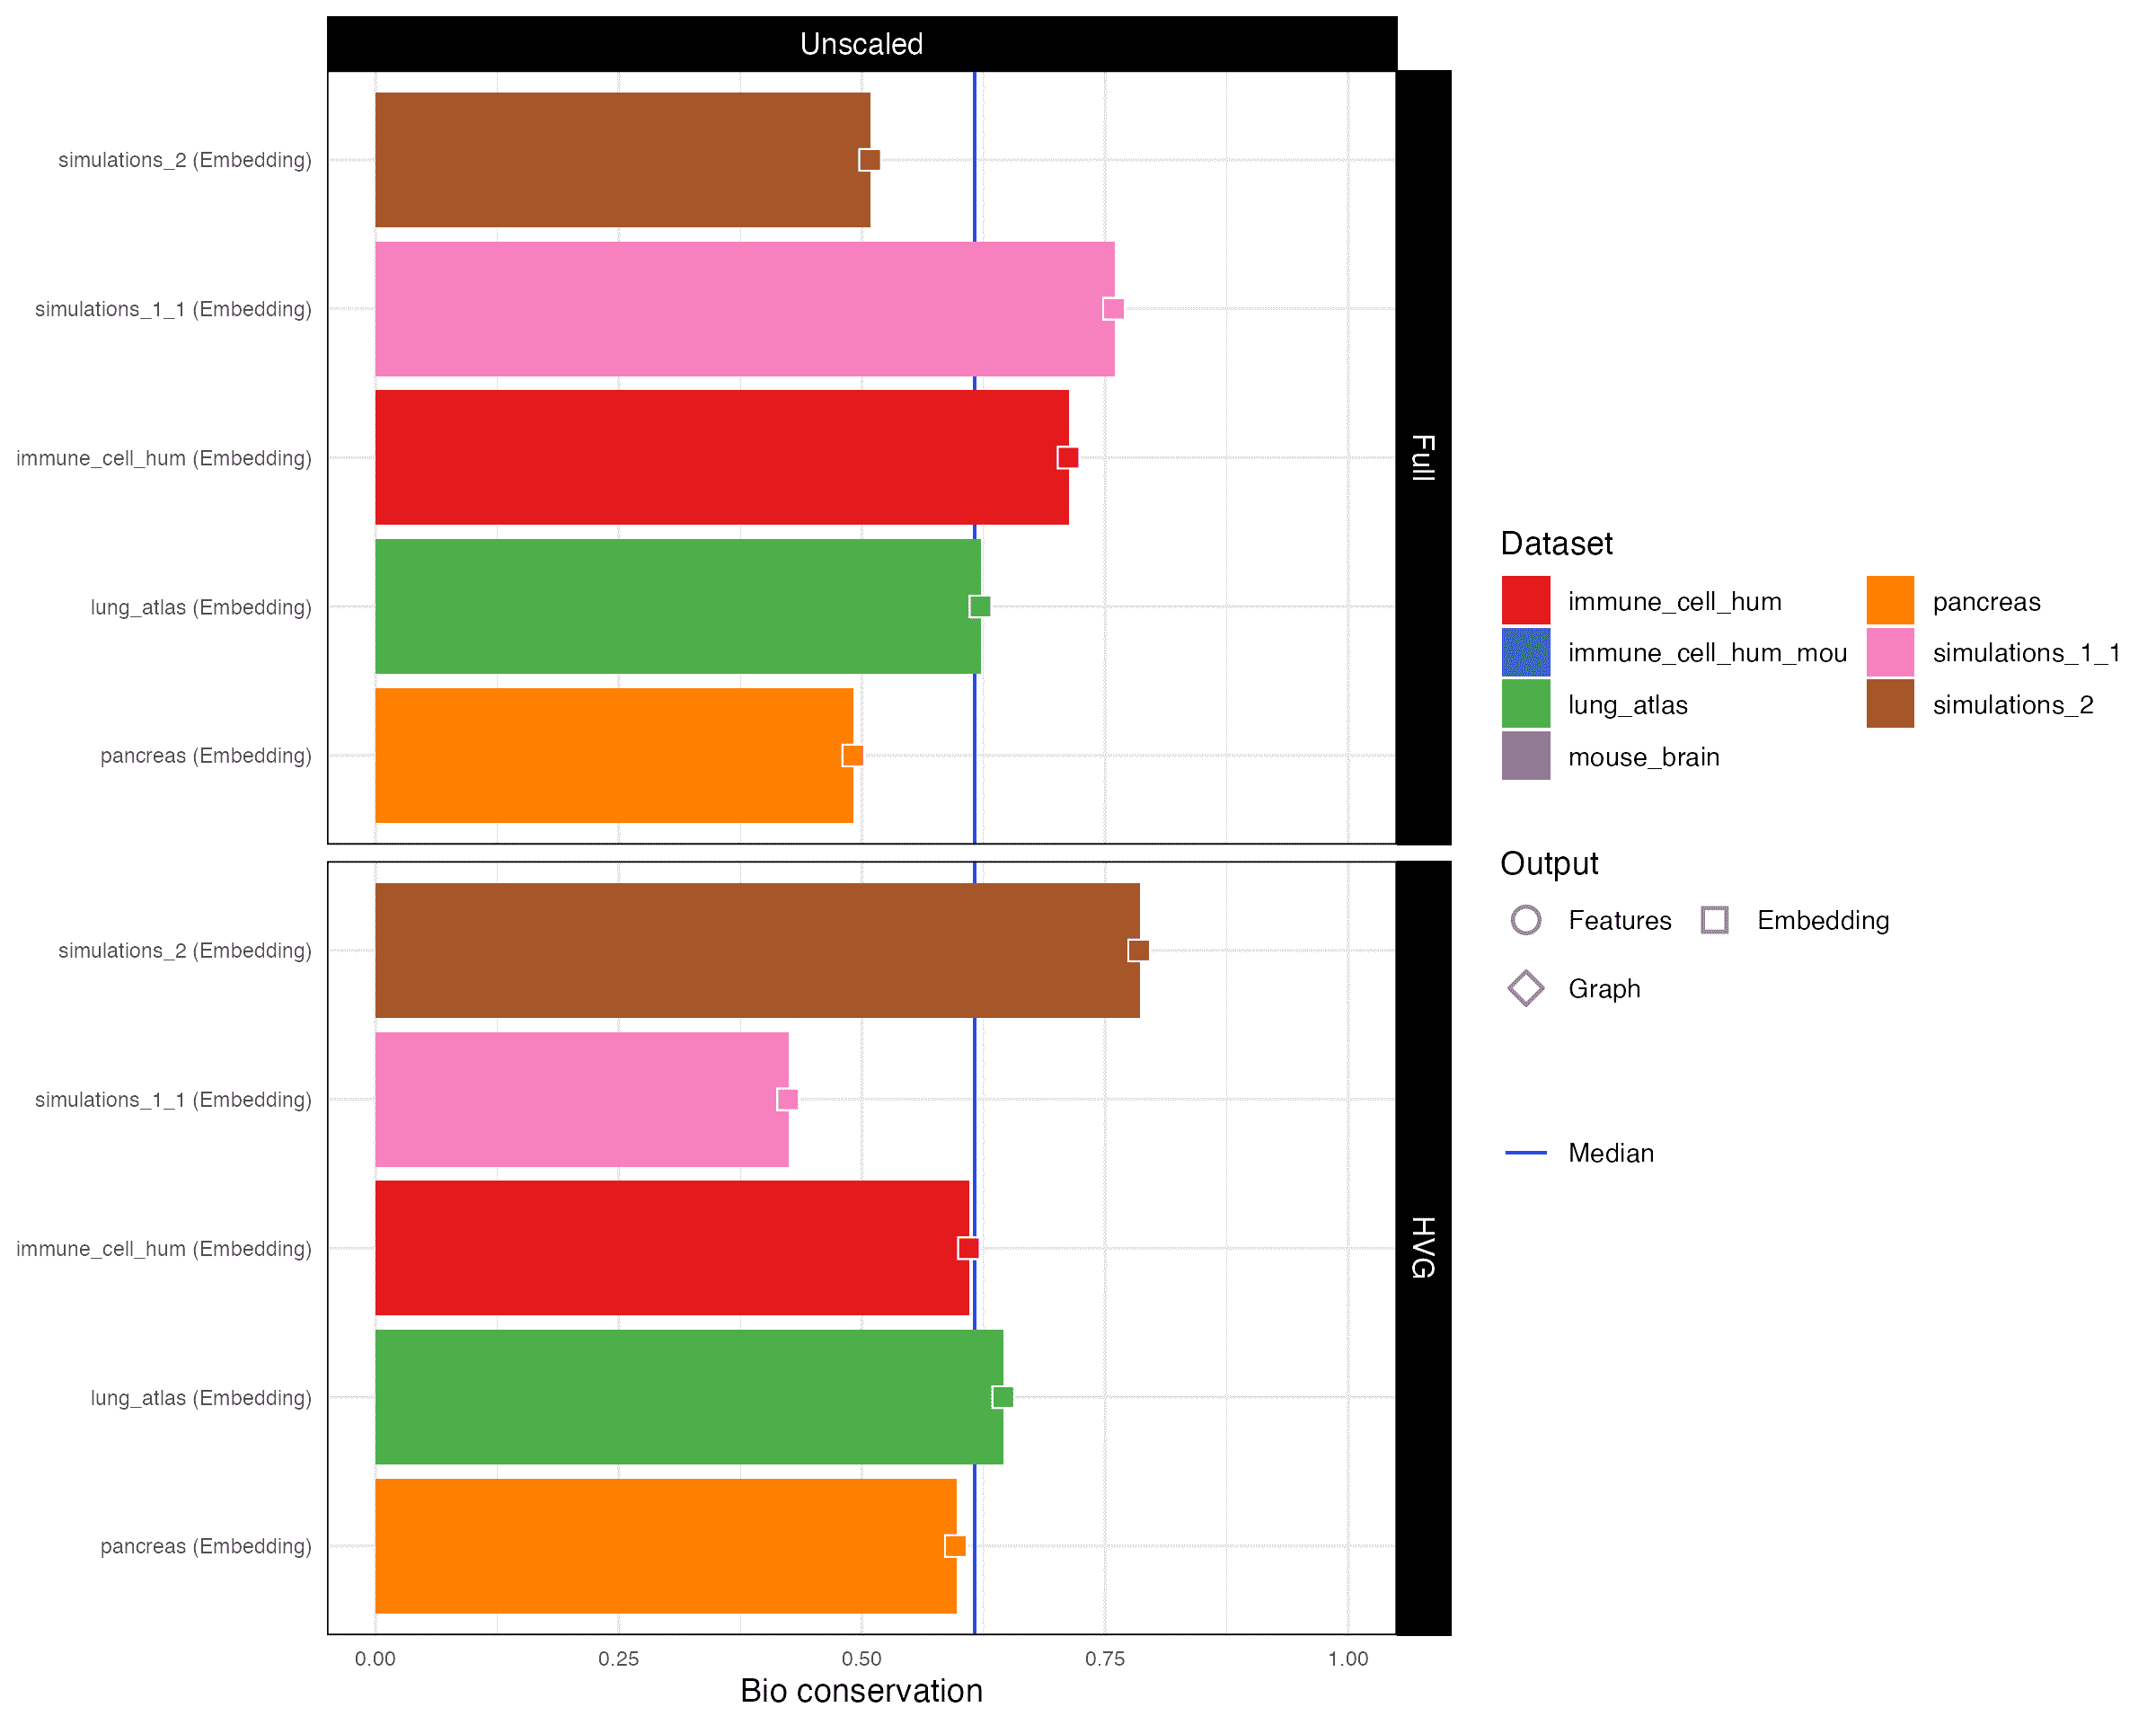 Unscaled
simulations_2 (Embedding)
simulations_1_1 (Embedding)
immune_cell_hum (Embedding)
lung_atlas (Embedding)
pancreas (Embedding)
Full
simulations_2 (Embedding)
simulations_1_1 (Embedding)
immune_cell_hum (Embedding)
lung_atlas (Embedding)
pancreas (Embedding)
HVG
0.00 0.25 0.50 0.75 1.00
Bio conservation
Dataset
immune_cell_hum pancreas
immune_cell_hum_mou simulations_1_1
lung_atlas simulations_2
mouse_brain
Output
Features Embedding
Graph
Median